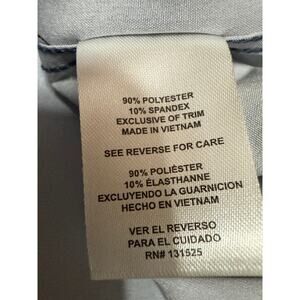 90% POLYESTER
10% SPANDEX
EXCLUSIVE OF TRIM
MADE IN VIETNAM
SEE REVERSE FOR CARE
90% POLIÉSTER
10% ÉLASTHANNE
EXCLUYENDO LA GUARNICION
HECHO EN VIETNAM
VER EL REVERSO
PARA EL CUIDADO
RN# 131525